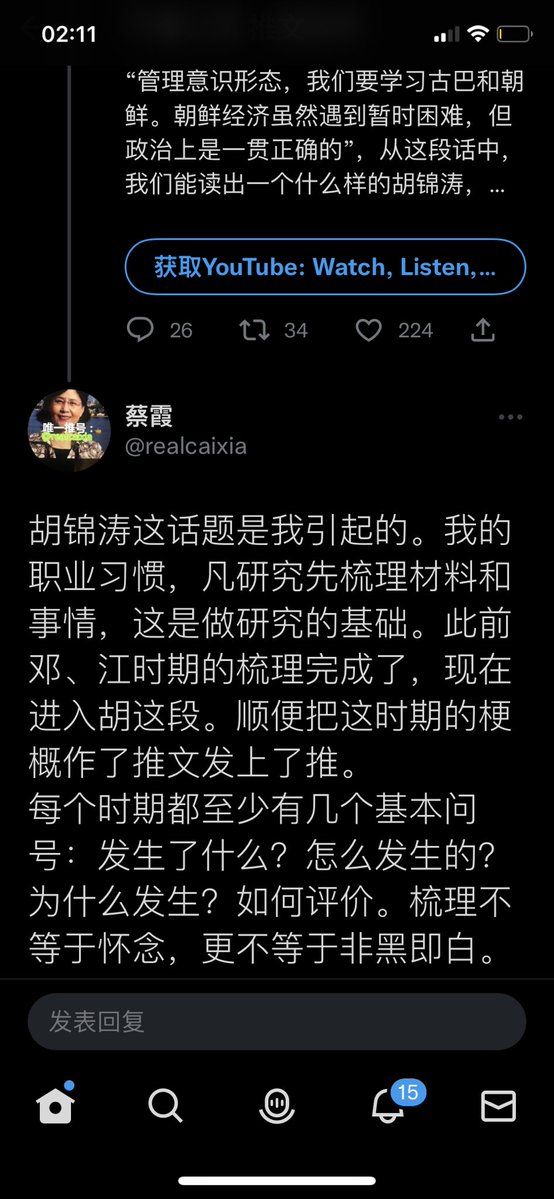 02:11
推文
“管理意识形态，我们要学习古巴和朝
鲜。朝鲜经济虽然遇到暂时困难，但
政治上是一贯正确的”，从这段话中，
我们能读出一个什么样的胡锦涛，...
获取YouTube: Watch, Listen,...
26 34 224
唯一推号：
@realcaixia
蔡霞
@realcaixia
胡锦涛这话题是我引起的。我的
职业习惯，凡研究先梳理材料和
事情，这是做研究的基础。此前
邓、江时期的梳理完成了，现在
进入胡这段。顺便把这时期的梗
概作了推文发上了推。
每个时期都至少有几个基本问
号：发生了什么？怎么发生的？
为什么发生？如何评价。梳理不
等于怀念，更不等于非黑即白。
发表回复
15